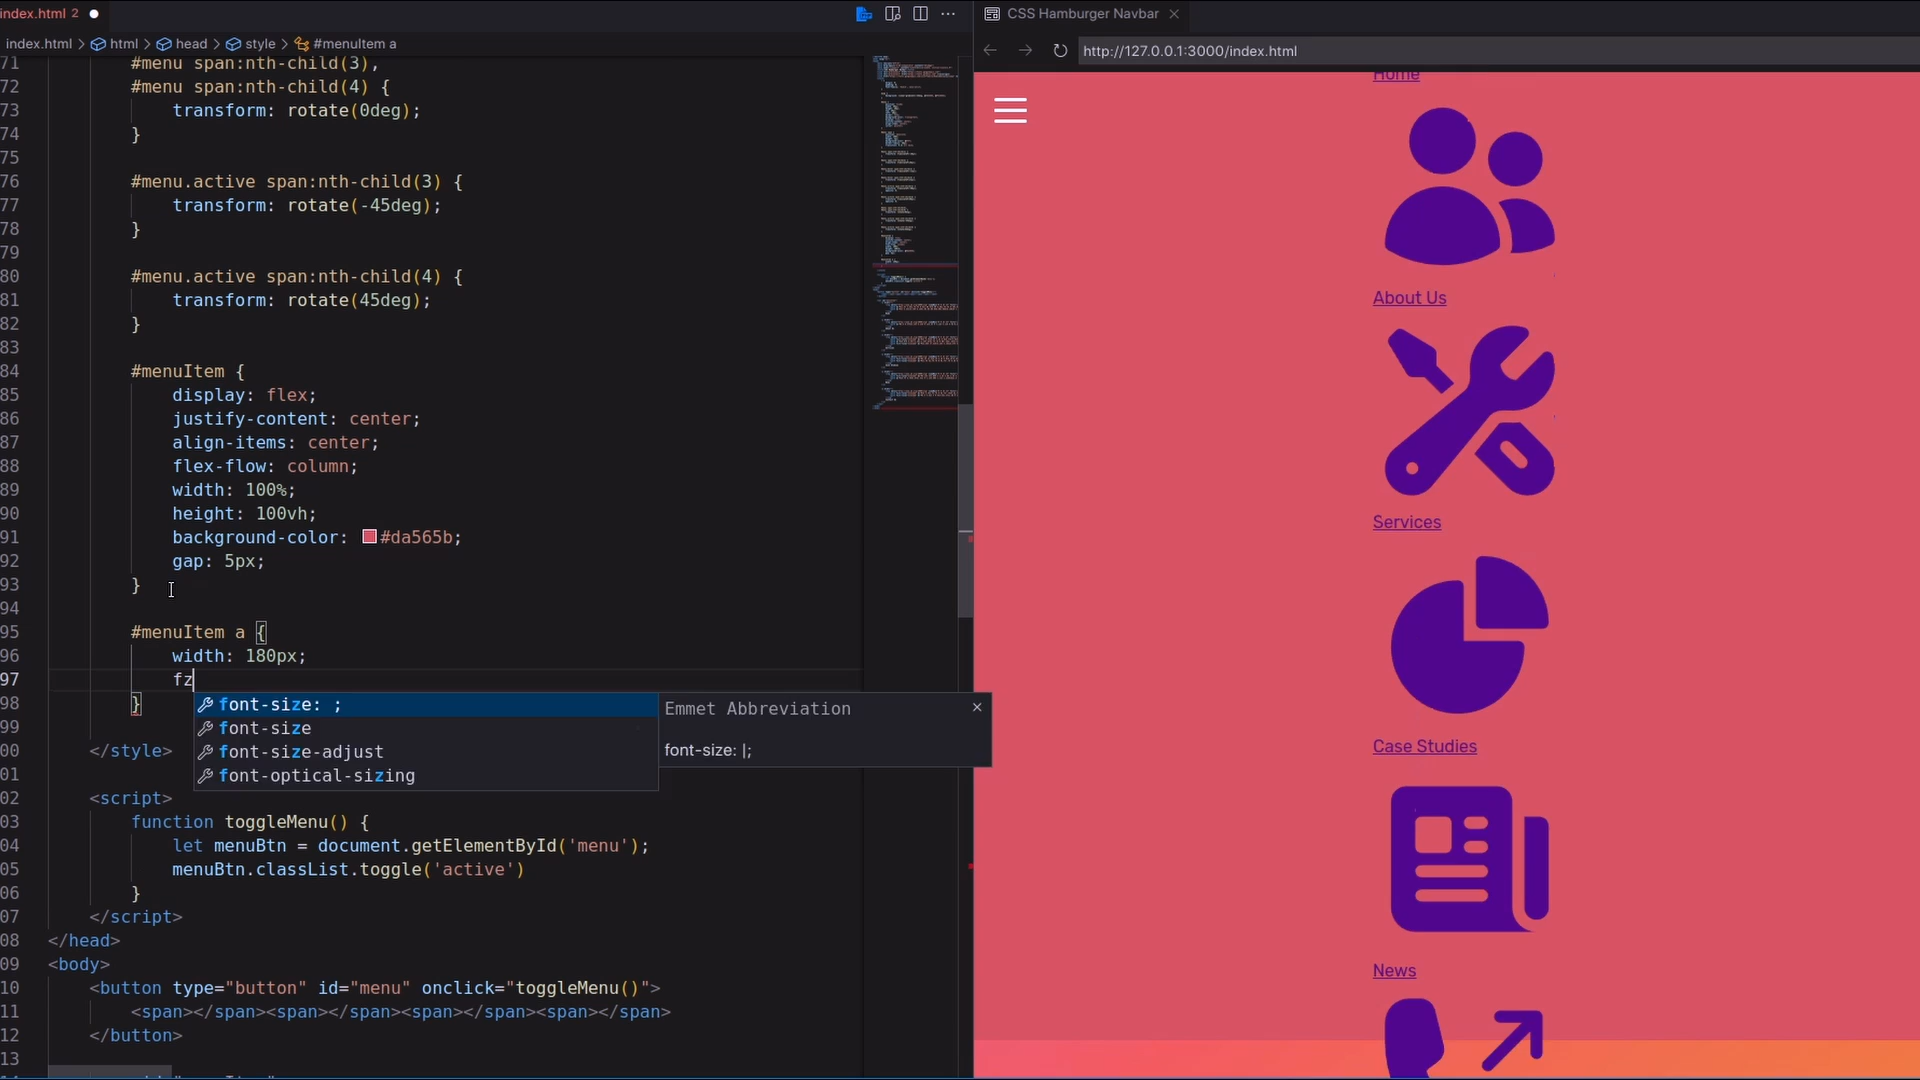 index.html 2
index.html > html > head > style > #menuItem a
71 #menu span:nth-child(3),
72 #menu span:nth-child(4) {
73 transform: rotate(0deg);
74 }
75
76 #menu.active span:nth-child(3) {
77 transform: rotate(-45deg);
78 }
79
80 #menu.active span:nth-child(4) {
81 transform: rotate(45deg);
82 }
83
84 #menuItem {
85 display: flex;
86 justify-content: center;
87 align-items: center;
88 flex-flow: column;
89 width: 100%;
90 height: 100vh;
91 background-color: #da565b;
92 gap: 5px;
93 }
94
95 #menuItem a {
96 width: 180px;
97 fz
98 }
99
00 </style>
01
02 <script>
03 function toggleMenu() {
04 let menuBtn = document.getElementById('menu');
05 menuBtn.classList.toggle('active')
06 }
07 </script>
08 </head>
09 <body>
10 <button type="button" id="menu" onclick="toggleMenu()">
11 <span></span><span></span><span></span><span></span>
12 </button>
13
font-size: ;
font-size
font-size-adjust
font-optical-sizing
Emmet Abbreviation
font-size: |;
CSS Hamburger Navbar
http://127.0.0.1:3000/index.html
Home
About Us
Services
Case Studies
News